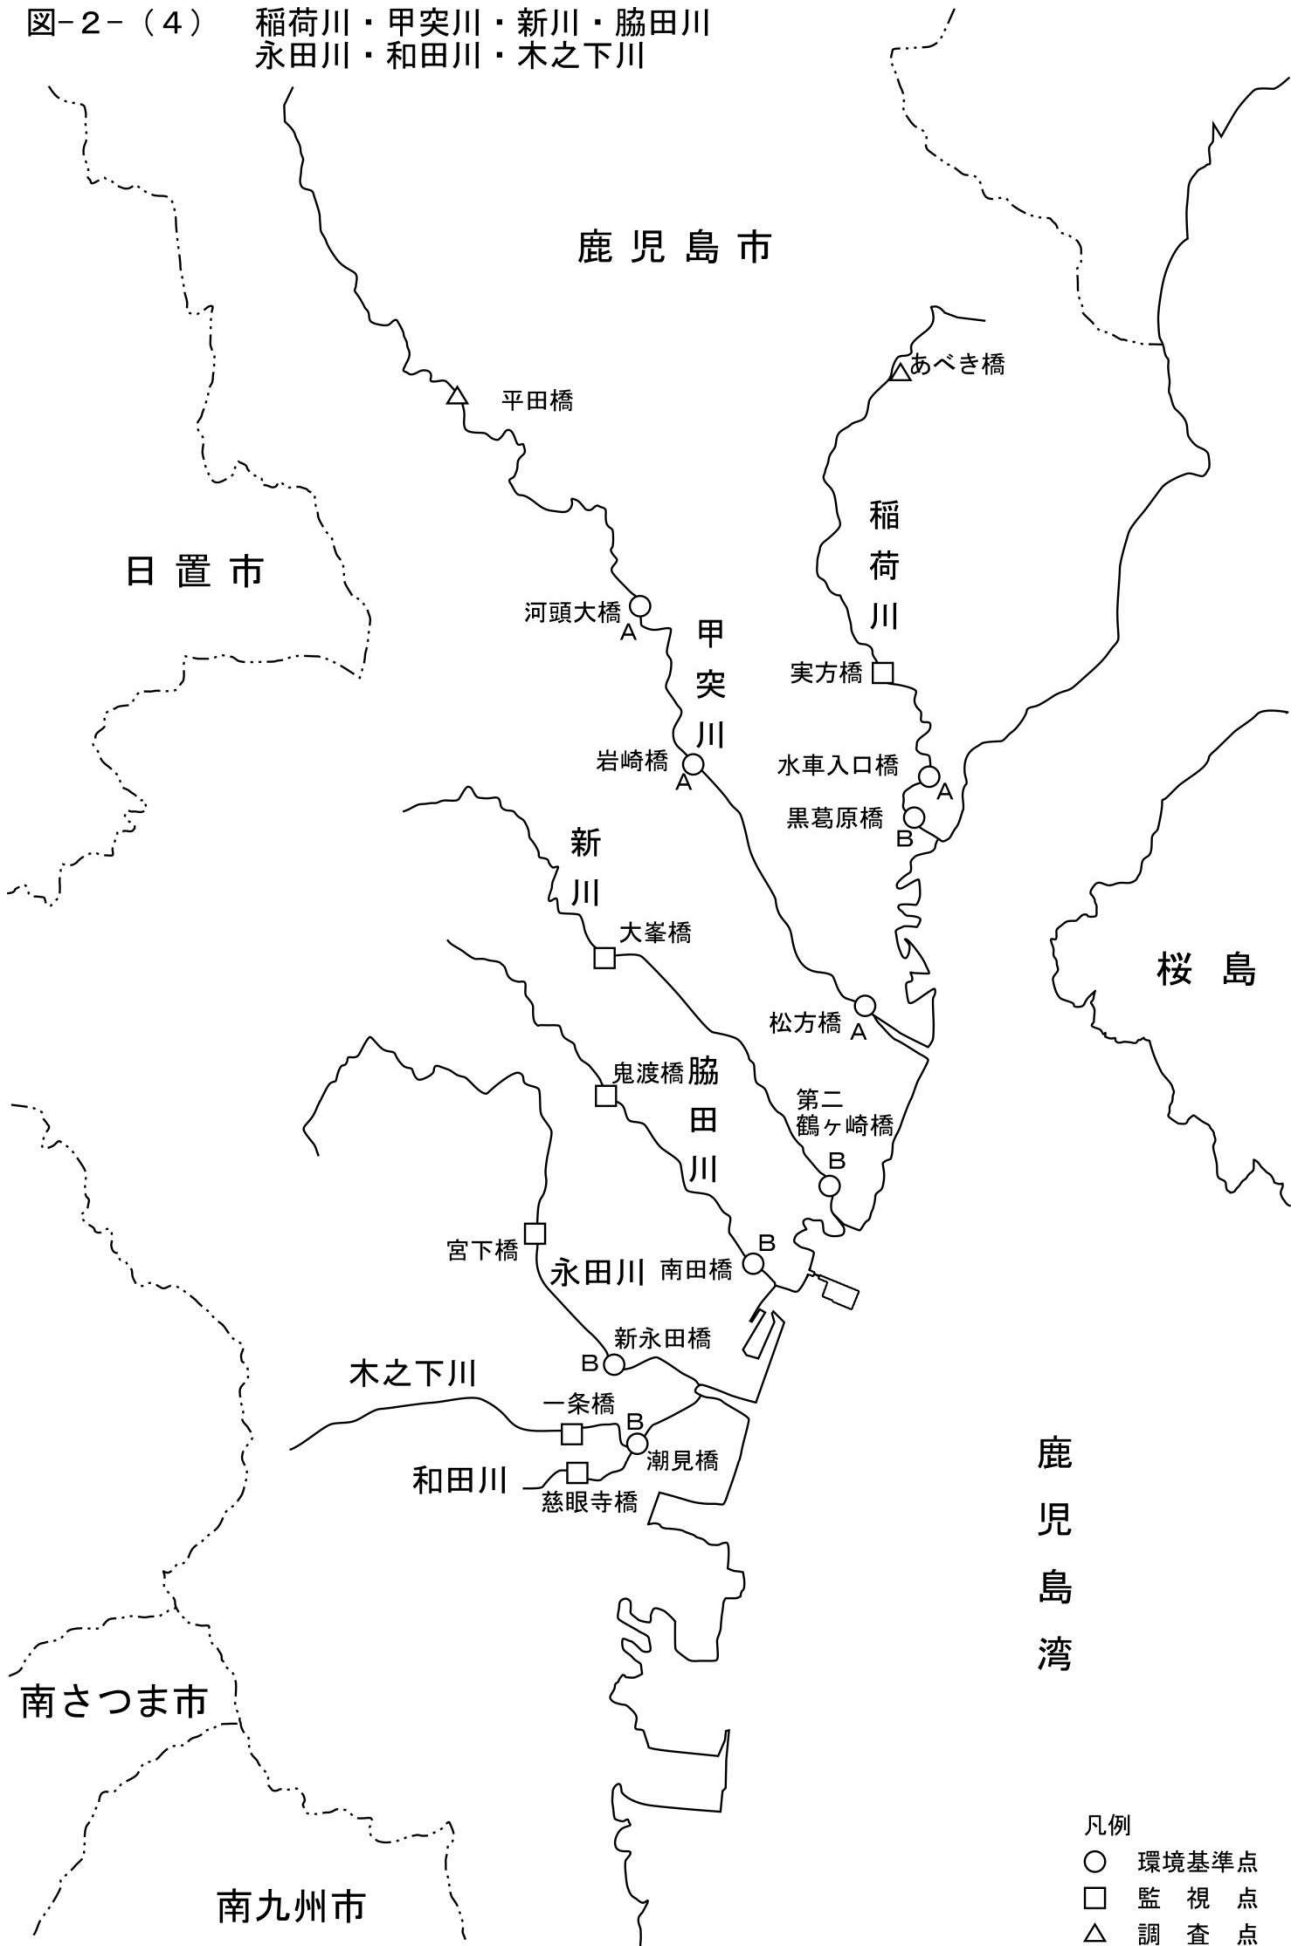 図-2-(4) 稲荷川・甲突川・新川・脇田川
永田川・和田川・木之下川
鹿児島市
あべき橋
平田橋
稲荷川
日置市
河頭大橋
A
甲突川
実方橋
岩崎橋
A
水車入口橋
A
黒葛原橋
B
新川
大峯橋
桜島
松方橋
A
鬼渡橋
脇田川
第二
鶴ヶ崎橋
B
宮下橋
永田川
南田橋
B
新永田橋
B
木之下川
一条橋
B
潮見橋
和田川
慈眼寺橋
鹿児島湾
南さつま市
南九州市
凡例
○ 環境基準点
□ 監視点
△ 調査点